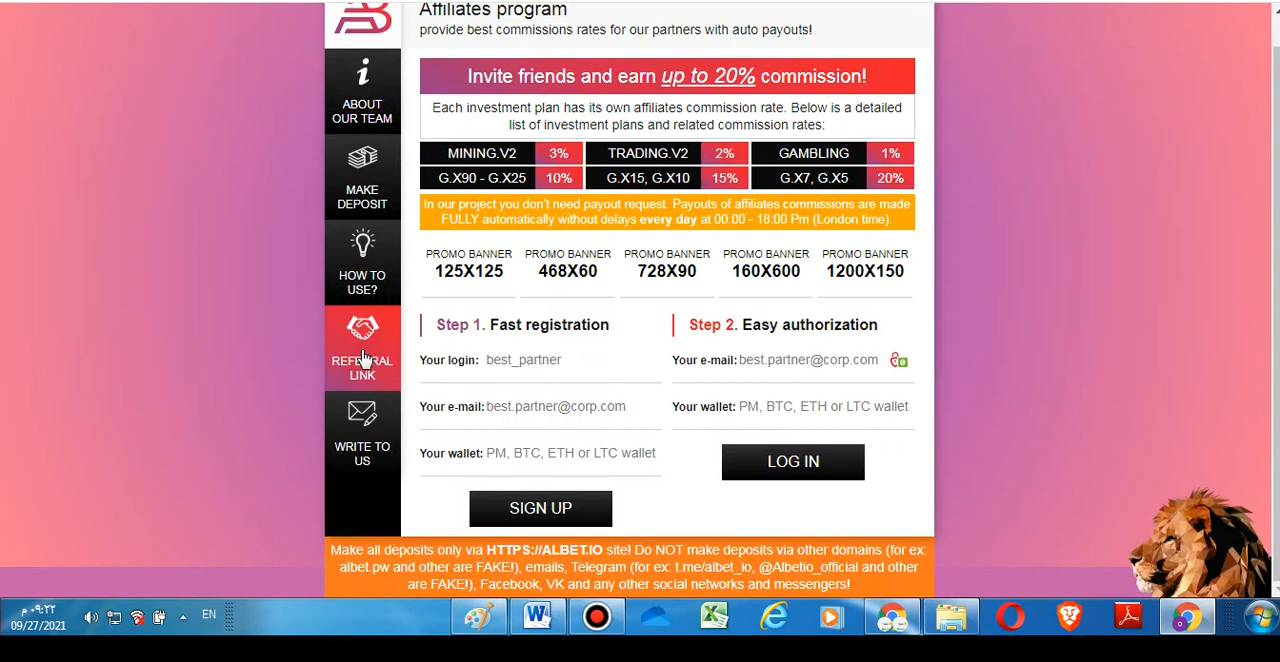 Affiliates program
provide best commissions rates for our partners with auto payouts!
ABOUT
OUR TEAM
MAKE
DEPOSIT
HOW TO
USE?
REFERRAL
LINK
WRITE TO
US
Invite friends and earn up to 20% commission!
Each investment plan has its own affiliates commission rate. Below is a detailed
list of investment plans and related commission rates:
MINING.V2 3% TRADING.V2 2% GAMBLING 1%
G.X90 - G.X25 10% G.X15, G.X10 15% G.X7, G.X5 20%
In our project you don't need payout request. Payouts of affiliates commissions are made
FULLY automatically without delays every day at 00:00 - 18:00 Pm (London time).
PROMO BANNER PROMO BANNER PROMO BANNER PROMO BANNER PROMO BANNER
125X125 468X60 728X90 160X600 1200X150
Step 1. Fast registration
Your login: best_partner
Your e-mail: best.partner@corp.com
Your wallet: PM, BTC, ETH or LTC wallet
SIGN UP
Step 2. Easy authorization
Your e-mail: best.partner@corp.com
Your wallet: PM, BTC, ETH or LTC wallet
LOG IN
Make all deposits only via HTTPS://ALBET.IO site! Do NOT make deposits via other domains (for ex:
albet.pw and other are FAKE!), emails, Telegram (for ex: t.me/albet_io, @Albetio_official and other
are FAKE!), Facebook, VK and any other social networks and messengers!
٠٩:٢٢ م
09/27/2021
EN